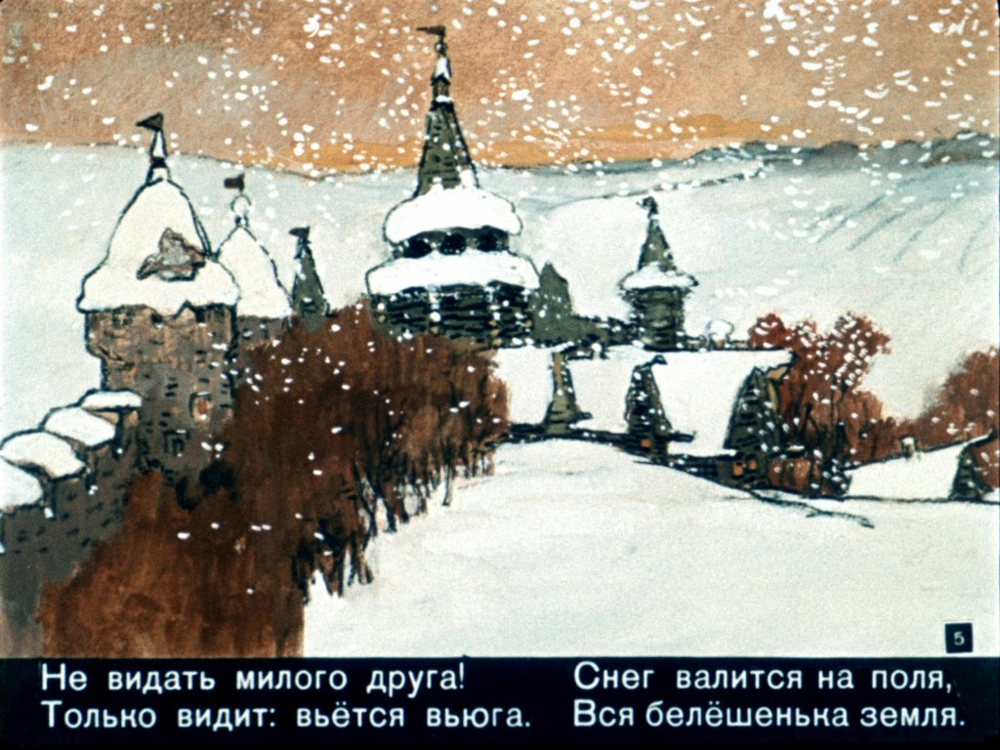 5
Не видать милого друга!
Только видит: вьётся вьюга.
Снег валится на поля,
Вся белёшенька земля.